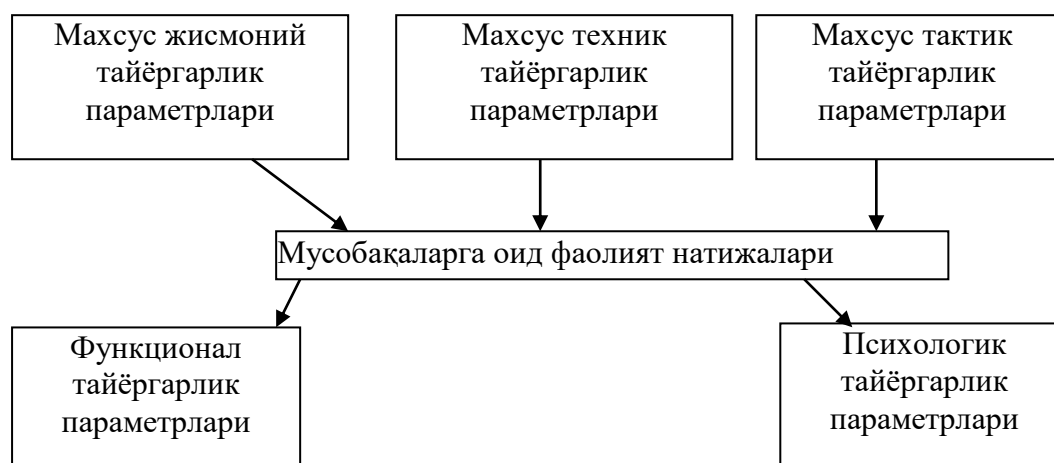 Махсус жисмоний
тайёргарлик
параметрлари
Махсус техник
тайёргарлик
параметрлари
Махсус тактик
тайёргарлик
параметрлари
Мусобақаларга оид фаолият натижалари
Функционал
тайёргарлик
параметрлари
Психологик
тайёргарлик
параметрлари